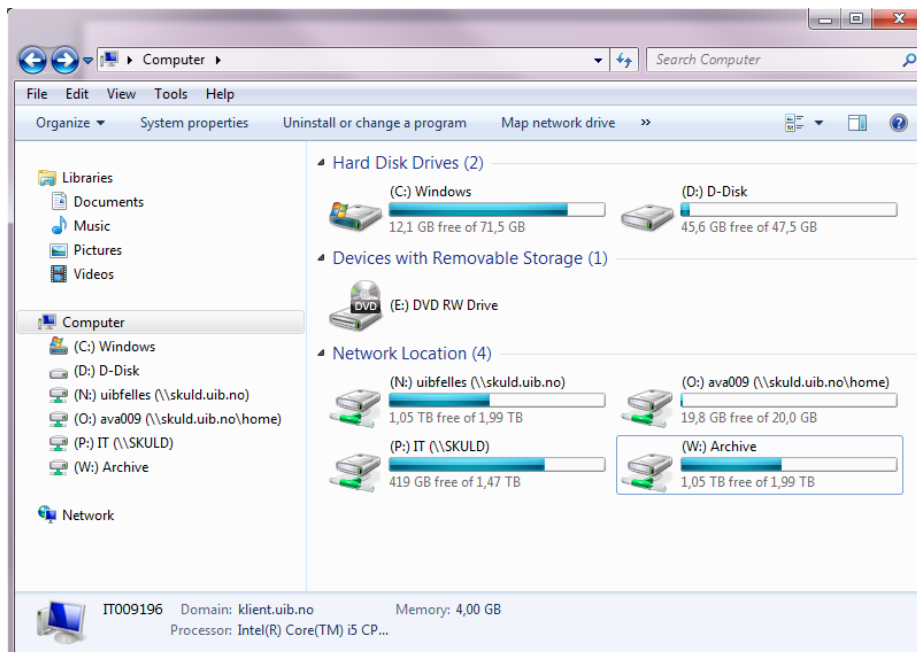 Computer
Search Computer
File Edit View Tools Help
Organize System properties Uninstall or change a program Map network drive »
Libraries
Documents
Music
Pictures
Videos
Computer
(C:) Windows
(D:) D-Disk
(N:) uibfelles (\\skuld.uib.no)
(O:) ava009 (\\skuld.uib.no\home)
(P:) IT (\\SKULD)
(W:) Archive
Network
Hard Disk Drives (2)
(C:) Windows
12,1 GB free of 71,5 GB
(D:) D-Disk
45,6 GB free of 47,5 GB
Devices with Removable Storage (1)
DVD
(E:) DVD RW Drive
Network Location (4)
(N:) uibfelles (\\skuld.uib.no)
1,05 TB free of 1,99 TB
(O:) ava009 (\\skuld.uib.no\home)
19,8 GB free of 20,0 GB
(P:) IT (\\SKULD)
419 GB free of 1,47 TB
(W:) Archive
1,05 TB free of 1,99 TB
IT009196 Domain: klient.uib.no Memory: 4,00 GB
Processor: Intel(R) Core(TM) i5 CP...